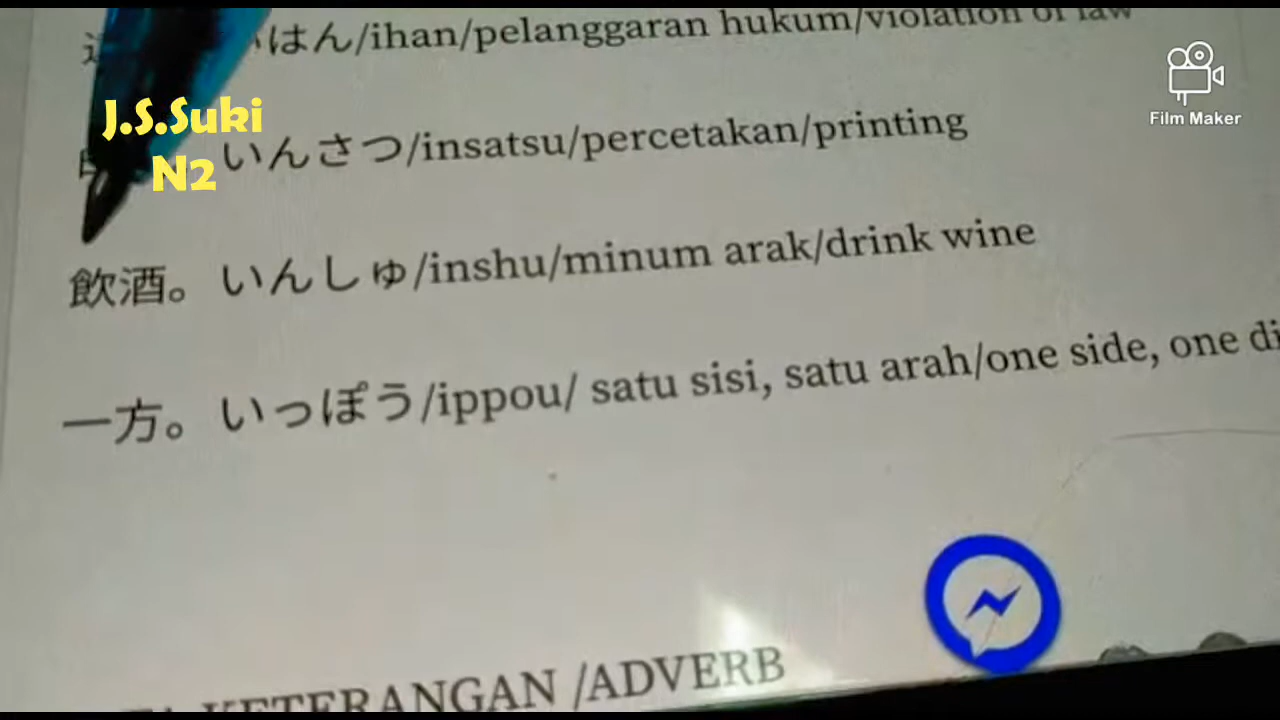 はん/ihan/pelanggaran hukum/violation of law
Film Maker
J.S.Suki
N2
いんさつ/insatsu/percetakan/printing
飲酒。いんしゅ/inshu/minum arak/drink wine
一方。いっぽう/ippou/ satu sisi, satu arah/one side, one di
KETERANGAN /ADVERB